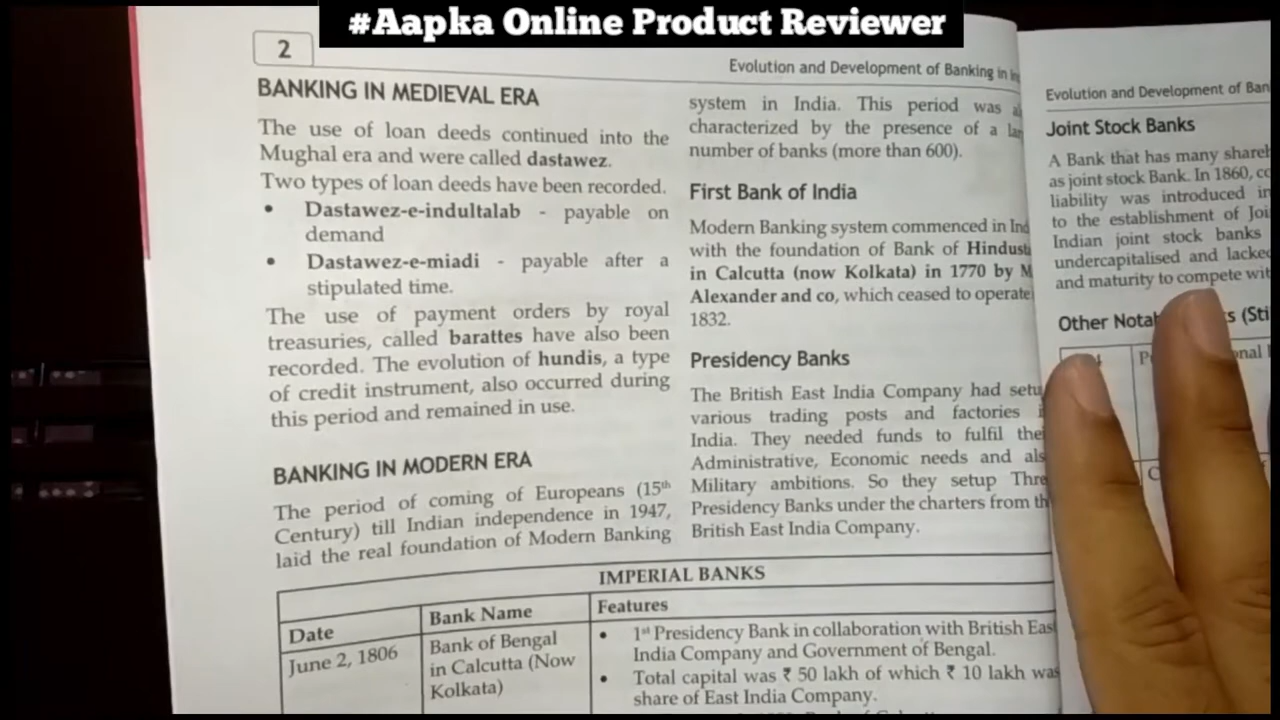 #Aapka Online Product Reviewer
2
Evolution and Development of Banking in
BANKING IN MEDIEVAL ERA
The use of loan deeds continued into the
Mughal era and were called dastawez.
Two types of loan deeds have been recorded.
• Dastawez-e-indultalab - payable on
demand
• Dastawez-e-miadi - payable after a
stipulated time.
The use of payment orders by royal
treasuries, called barattes have also been
recorded. The evolution of hundis, a type
of credit instrument, also occurred during
this period and remained in use.
BANKING IN MODERN ERA
The period of coming of Europeans (15th
Century) till Indian independence in 1947,
laid the real foundation of Modern Banking
system in India. This period was
characterized by the presence of a
number of banks (more than 600).
First Bank of India
Modern Banking system commenced in
with the foundation of Bank of
in Calcutta (now Kolkata) in 1770 by
Alexander and co, which ceased to operate
1832.
Presidency Banks
The British East India Company had
various trading posts and factories
India. They needed funds to fulfil
Administrative, Economic needs and
Military ambitions. So they setup
Presidency Banks under the charters from
British East India Company.
IMPERIAL BANKS
Date
Bank Name
Features
June 2, 1806
Bank of Bengal
in Calcutta (Now
Kolkata)
• 1st Presidency Bank in collaboration with British
India Company and Government of Bengal.
• Total capital was ₹ 50 lakh of which ₹ 10 lakh was
share of East India Company.
Evolution and Development of
Joint Stock Banks
A Bank that has many
as joint stock Bank. In 1860,
liability was introduced
to the establishment of
Indian joint stock banks
undercapitalised and
and maturity to compete
Other